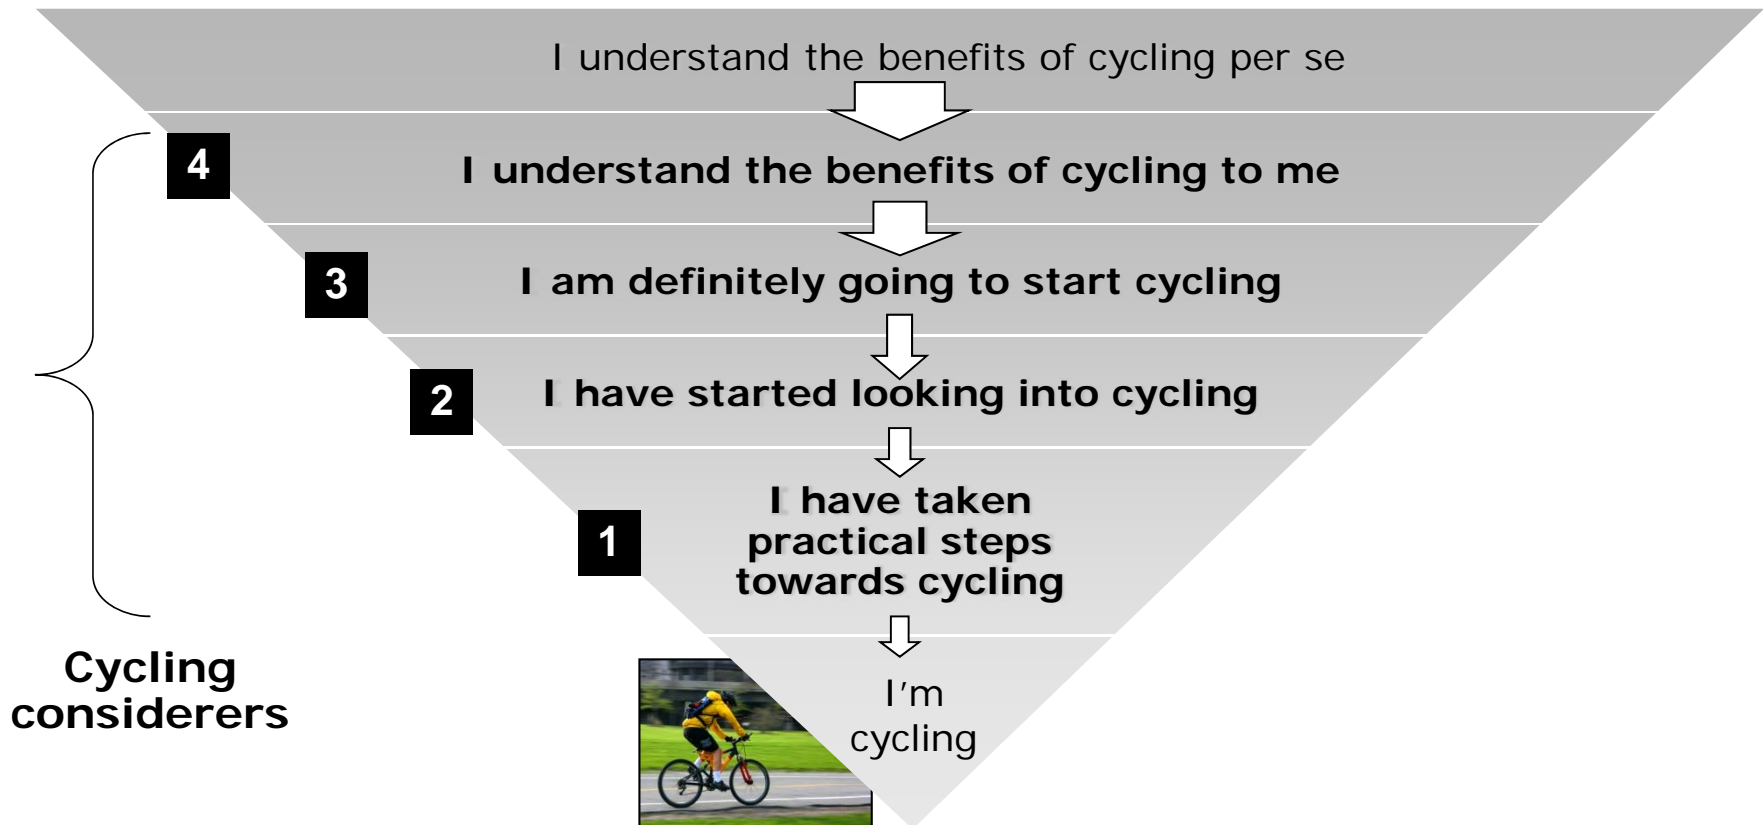 I understand the benefits of cycling per se
4
I understand the benefits of cycling to me
3
I am definitely going to start cycling
2
I have started looking into cycling
1
I have taken
practical steps
towards cycling
Cycling
considerers
I'm
cycling